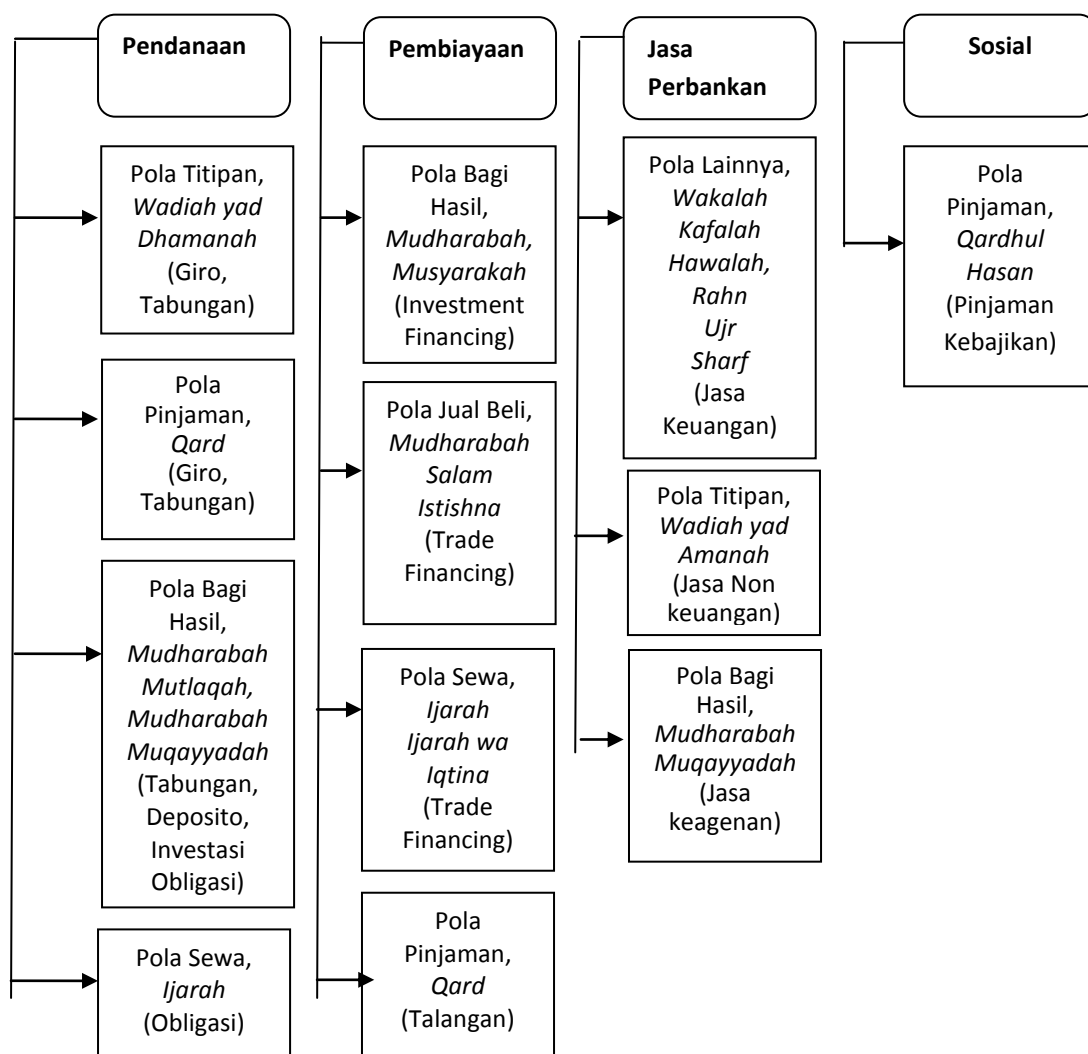 Pendanaan
Pola Titipan,
Wadiah yad
Dhamanah
(Giro,
Tabungan)
Pola
Pinjaman,
Qard
(Giro,
Tabungan)
Pola Bagi
Hasil,
Mudharabah
Mutlaqah,
Mudharabah
Muqayyadah
(Tabungan,
Deposito,
Investasi
Obligasi)
Pola Sewa,
Ijarah
(Obligasi)
Pembiayaan
Pola Bagi
Hasil,
Mudharabah,
Musyarakah
(Investment
Financing)
Pola Jual Beli,
Mudharabah
Salam
Istishna
(Trade
Financing)
Pola Sewa,
Ijarah
Ijarah wa
Iqtina
(Trade
Financing)
Pola
Pinjaman,
Qard
(Talangan)
Jasa
Perbankan
Pola Lainnya,
Wakalah
Kafalah
Hawalah,
Rahn
Ujr
Sharf
(Jasa
Keuangan)
Pola Titipan,
Wadiah yad
Amanah
(Jasa Non
keuangan)
Pola Bagi
Hasil,
Mudharabah
Muqayyadah
(Jasa
keagenan)
Sosial
Pola
Pinjaman,
Qardhul
Hasan
(Pinjaman
Kebajikan)